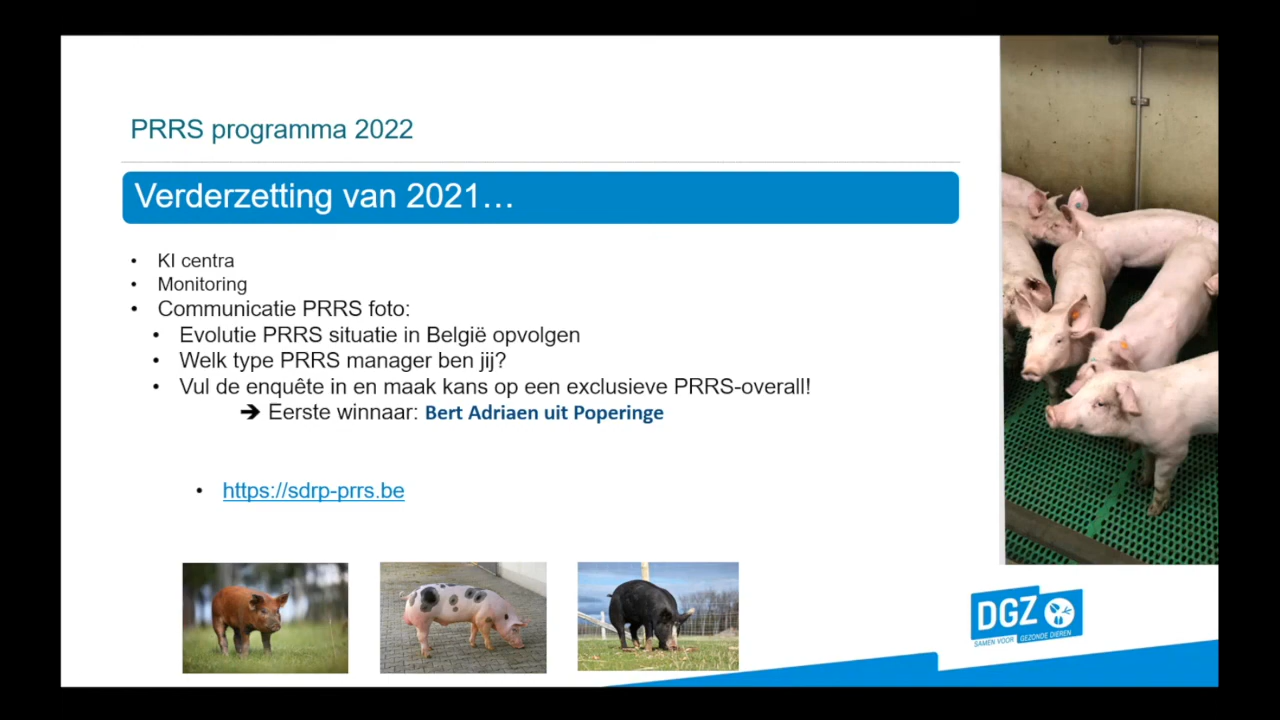 PRRS programma 2022
Verderzetting van 2021…
• KI centra
• Monitoring
• Communicatie PRRS foto:
• Evolutie PRRS situatie in België opvolgen
• Welk type PRRS manager ben jij?
• Vul de enquête in en maak kans op een exclusieve PRRS-overall!
➔ Eerste winnaar: Bert Adriaen uit Poperinge
• https://sdrp-prrs.be
DGZ
SAMEN VOOR GEZONDE DIEREN